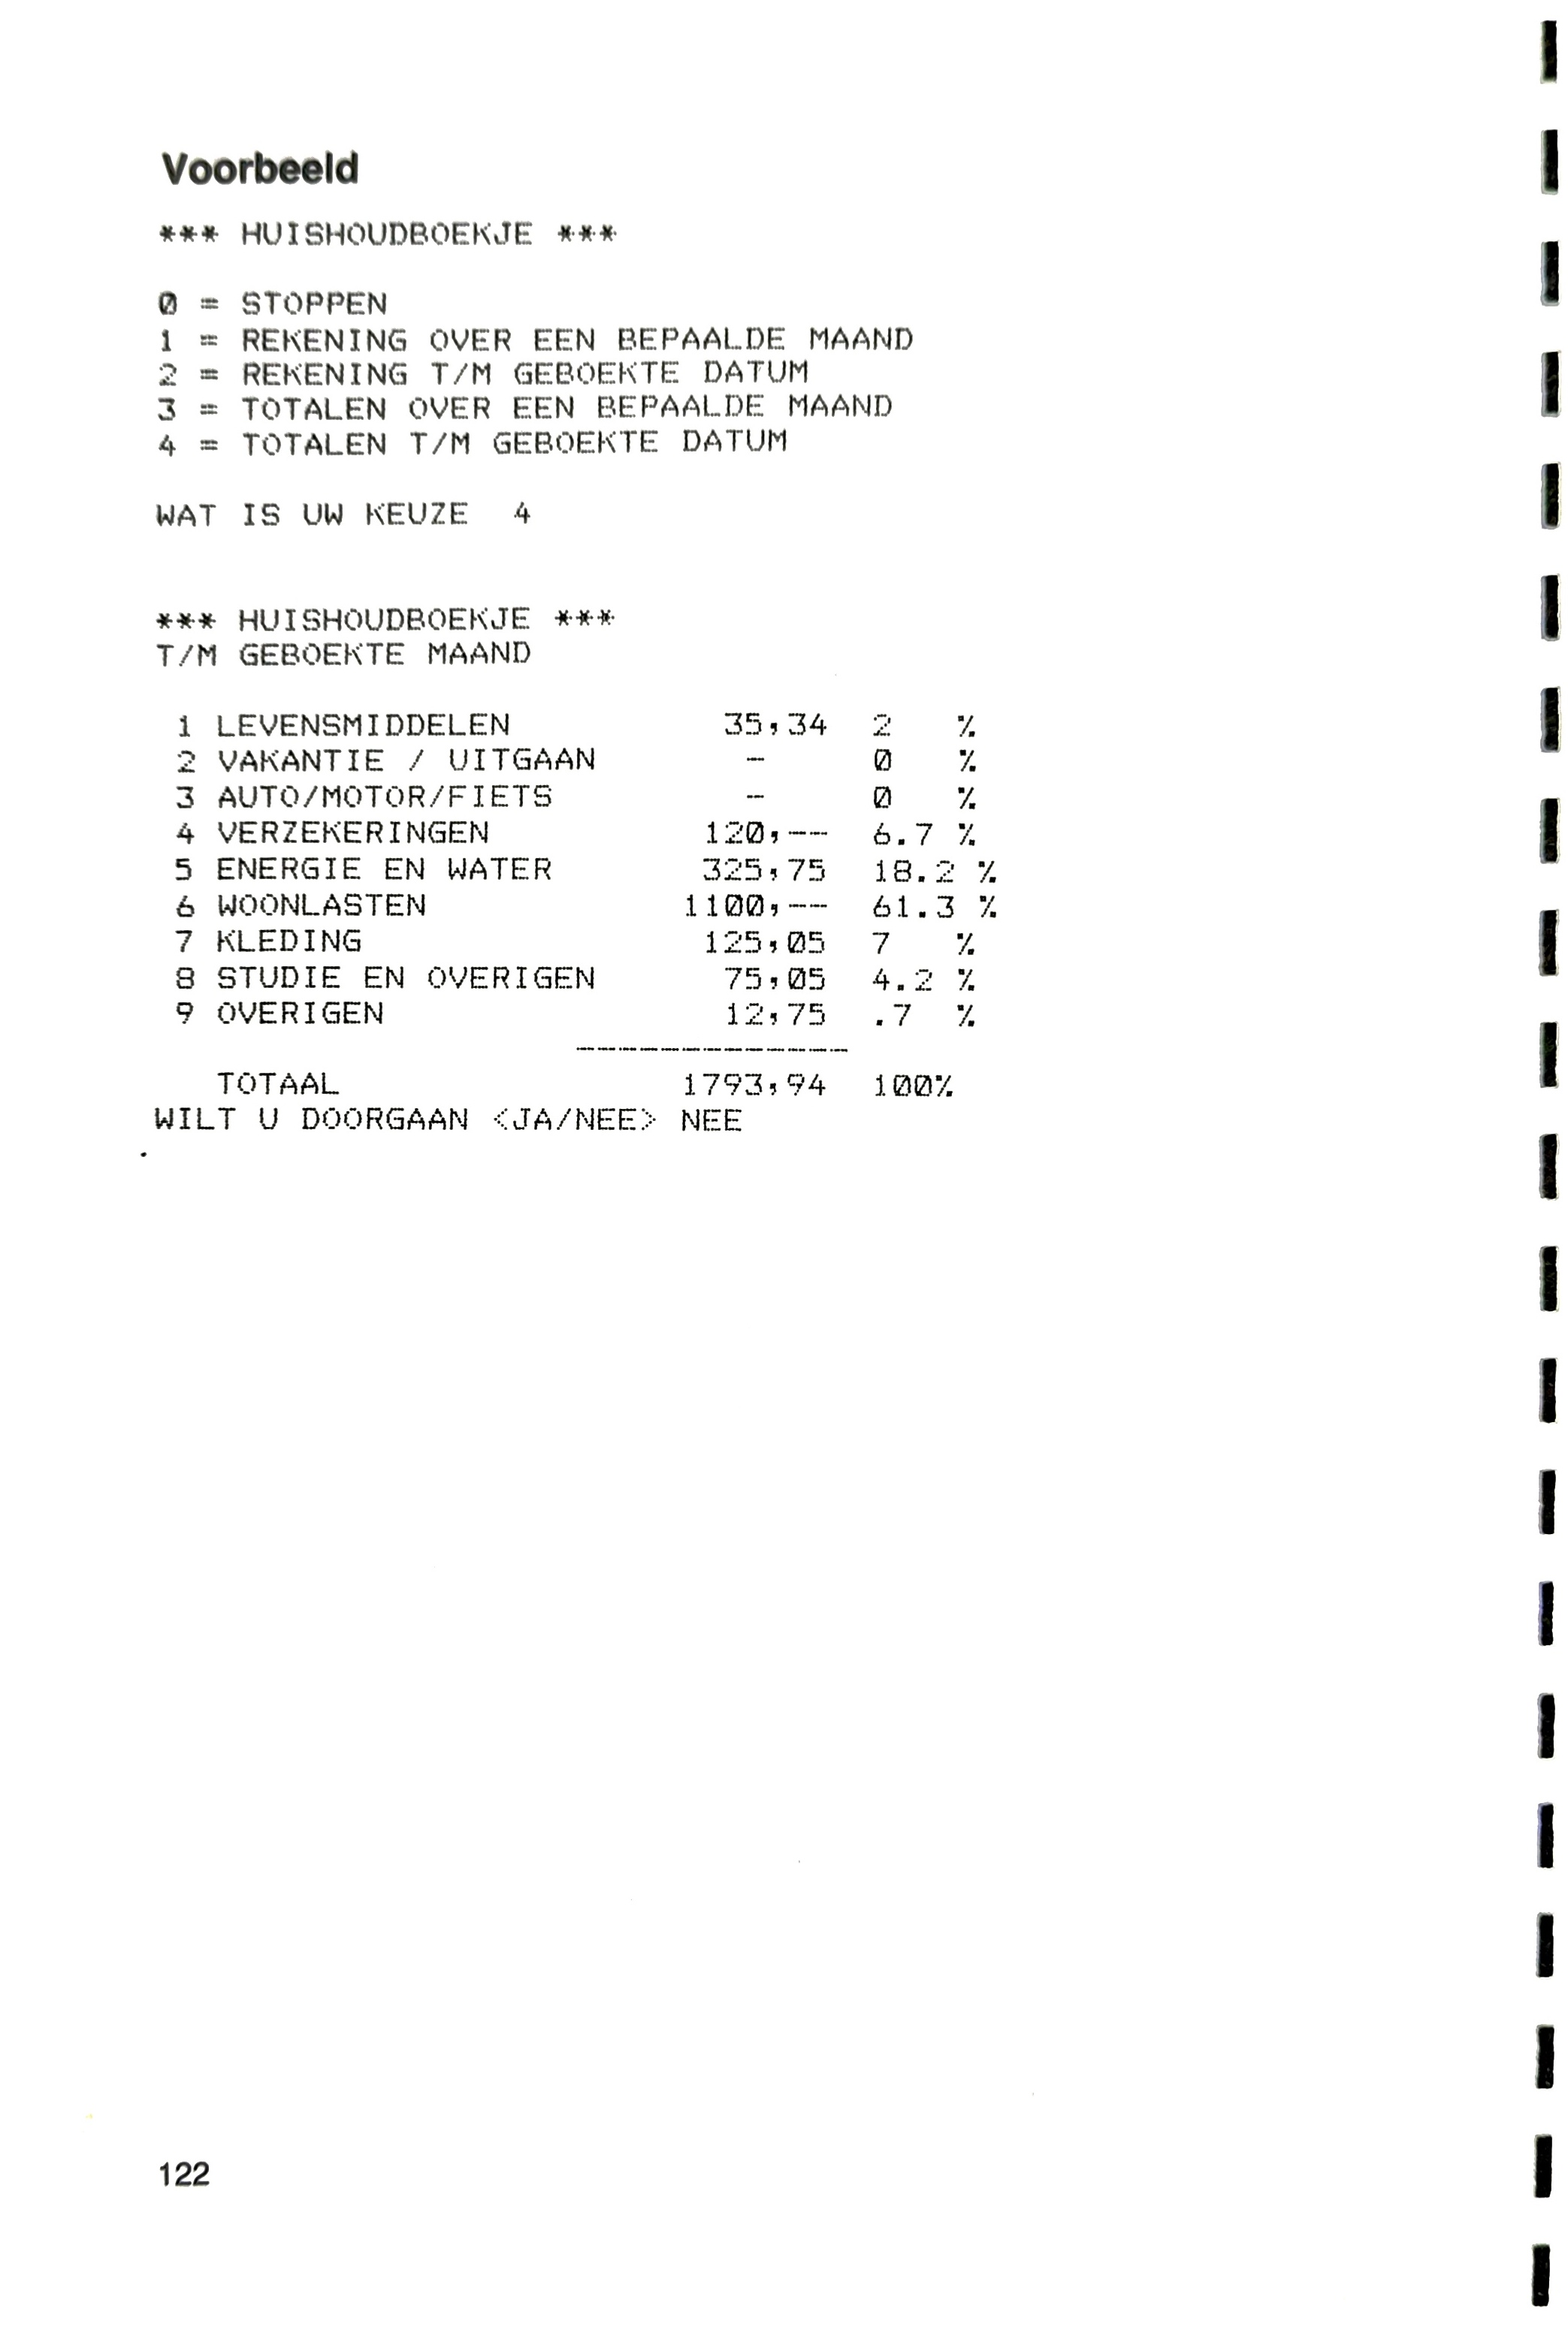 Voorbeeld
*** HUISHOUDBOEKJE ***
0 = STOPPEN
1 = REKENING OVER EEN BEPAALDE MAAND
2 = REKENING T/M GEBOEKTE DATUM
3 = TOTALEN OVER EEN BEPAALDE MAAND
4 = TOTALEN T/M GEBOEKTE DATUM
WAT IS UW KEUZE  4
*** HUISHOUDBOEKJE ***
T/M GEBOEKTE MAAND
1 LEVENSMIDDELEN 35,34 2 %
2 VAKANTIE / UITGAAN - 0 %
3 AUTO/MOTOR/FIETS - 0 %
4 VERZEKERINGEN 120,-- 6.7 %
5 ENERGIE EN WATER 325,75 18.2 %
6 WOONLASTEN 1100,-- 61.3 %
7 KLEDING 125,05 7 %
8 STUDIE EN OVERIGEN 75,05 4.2 %
9 OVERIGEN 12,75 .7 %
-------------
TOTAAL 1793,94 100%
WILT U DOORGAAN <JA/NEE> NEE
122